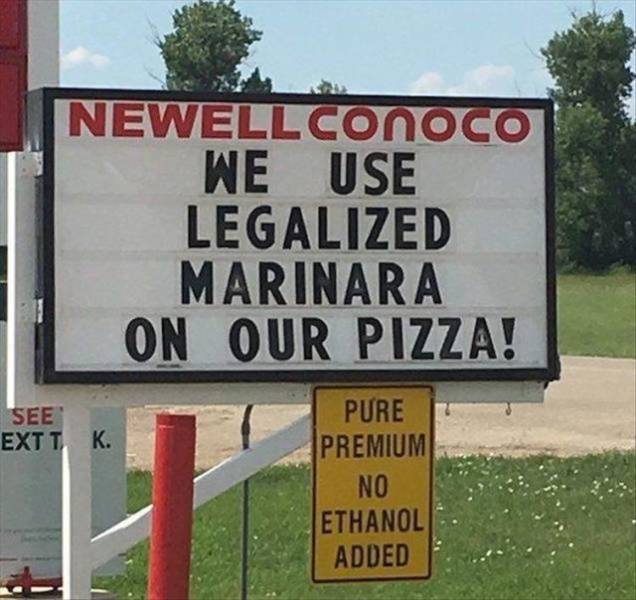 NEWELL CONOCO
WE USE
LEGALIZED
MARINARA
ON OUR PIZZA!
PURE
PREMIUM
NO
ETHANOL
ADDED
SEE